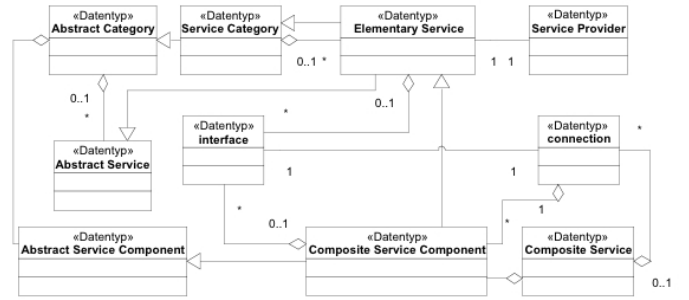 «Datentyp»
Abstract Category
«Datentyp»
Service Category
«Datentyp»
Elementary Service
«Datentyp»
Service Provider
0..1 *
1 1
0..1
*
0..1
*
«Datentyp»
Abstract Service
«Datentyp»
interface
«Datentyp»
connection
*
1
1
*
0..1
*
1
«Datentyp»
Abstract Service Component
«Datentyp»
Composite Service Component
«Datentyp»
Composite Service
0..1